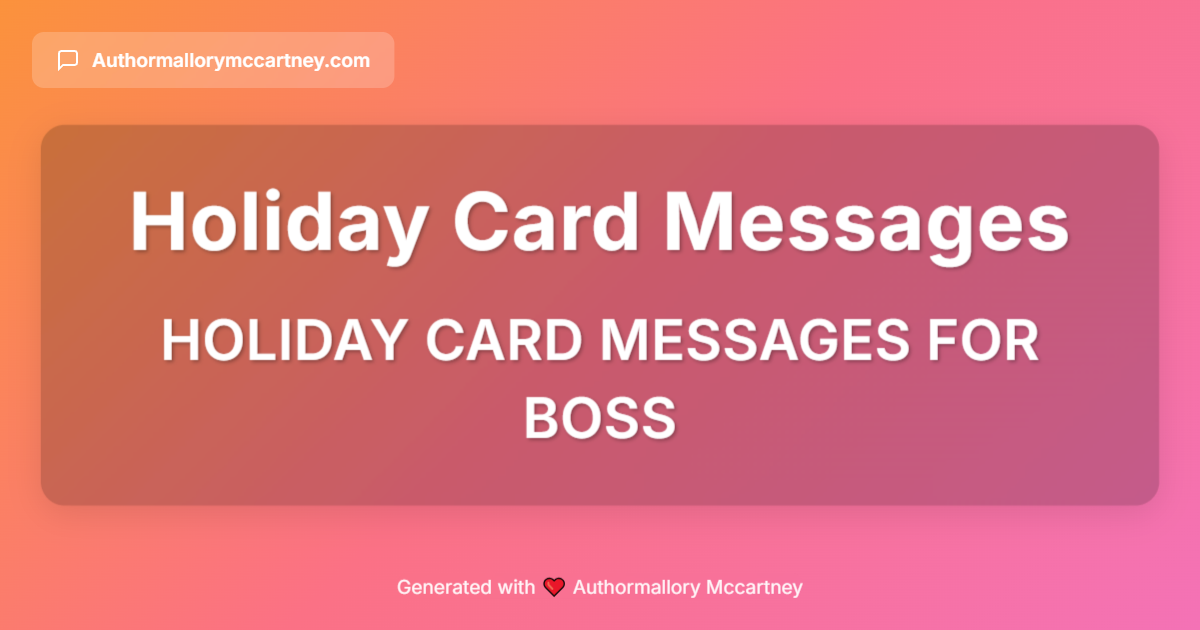 Authormallorymccartney.com
Holiday Card Messages
HOLIDAY CARD MESSAGES FOR
BOSS
Generated with ❤️ Authormallory Mccartney